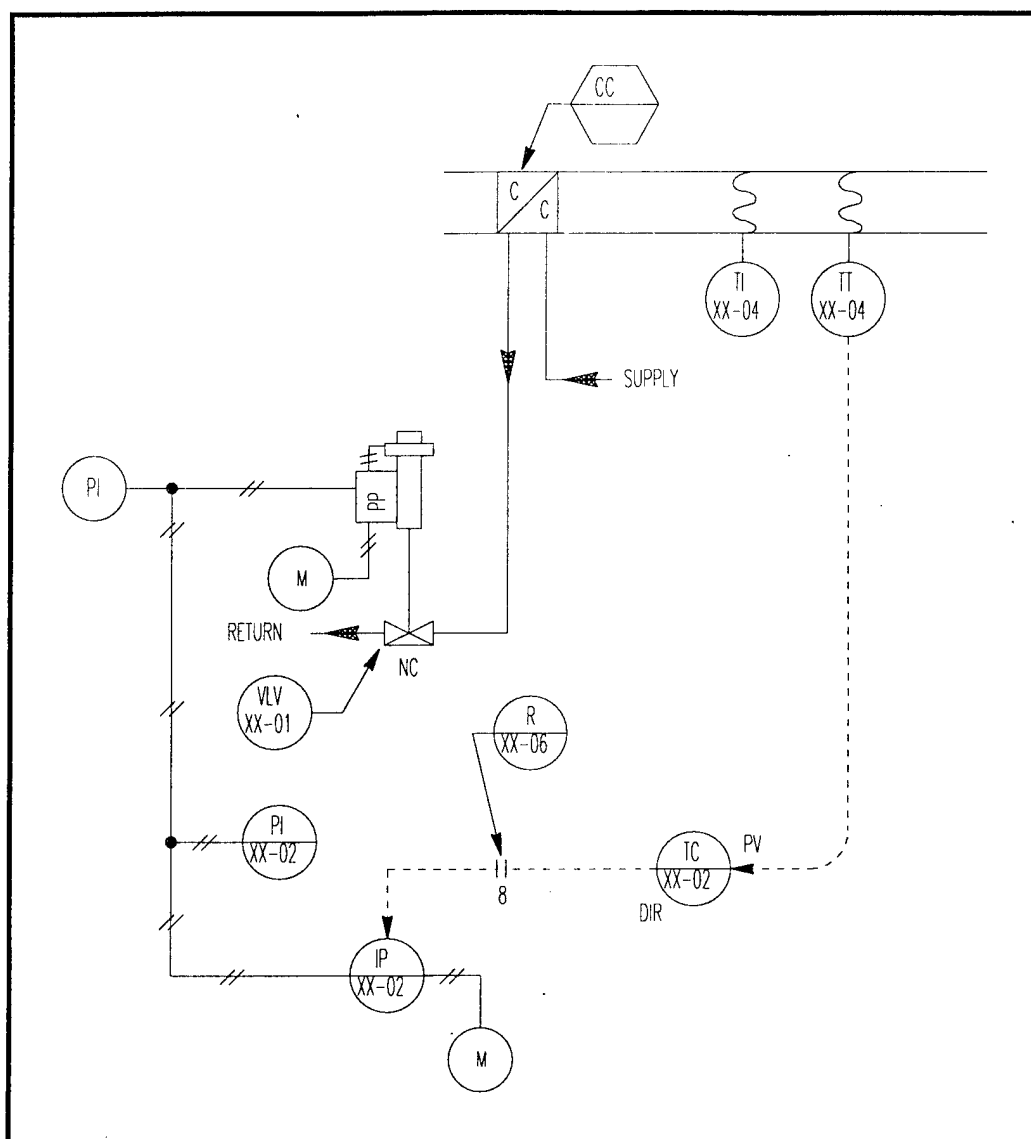 CC
C
C
TI
XX-04
TT
XX-04
SUPPLY
PI
PP
M
RETURN
NC
VLV
XX-01
R
XX-06
PI
XX-02
TC
XX-02
PV
8
DIR
IP
XX-02
M